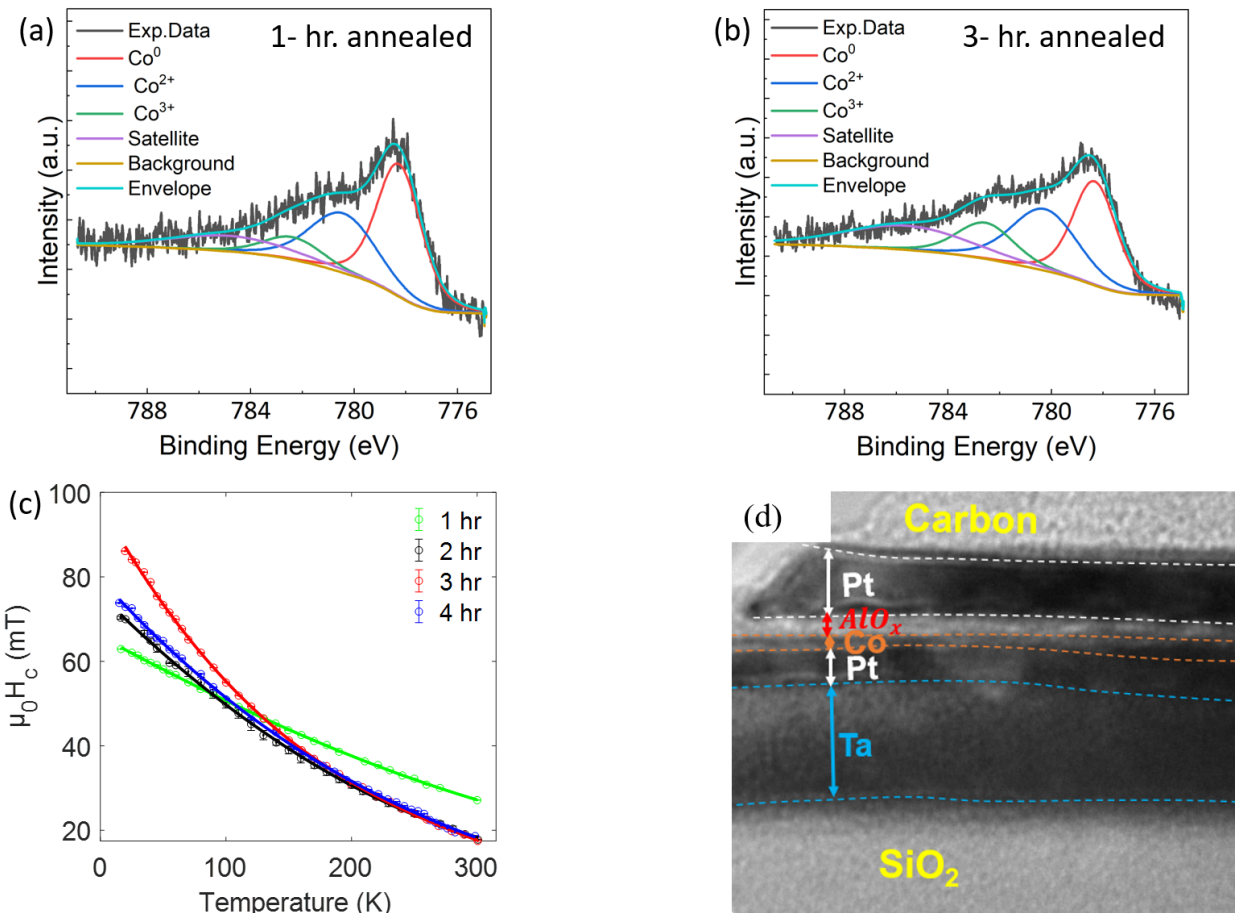 (a)
1- hr. annealed
Exp.Data
Co⁰
Co²⁺
Co³⁺
Satellite
Background
Envelope
Intensity (a.u.)
788 784 780 776
Binding Energy (eV)
(b)
3- hr. annealed
Exp.Data
Co⁰
Co²⁺
Co³⁺
Satellite
Background
Envelope
Intensity (a.u.)
788 784 780 776
Binding Energy (eV)
(c)
100
80
60
40
20
μ₀H꜀ (mT)
1 hr
2 hr
3 hr
4 hr
0 100 200 300
Temperature (K)
(d)
Carbon
Pt
AlOₓ
Co
Pt
Ta
SiO₂